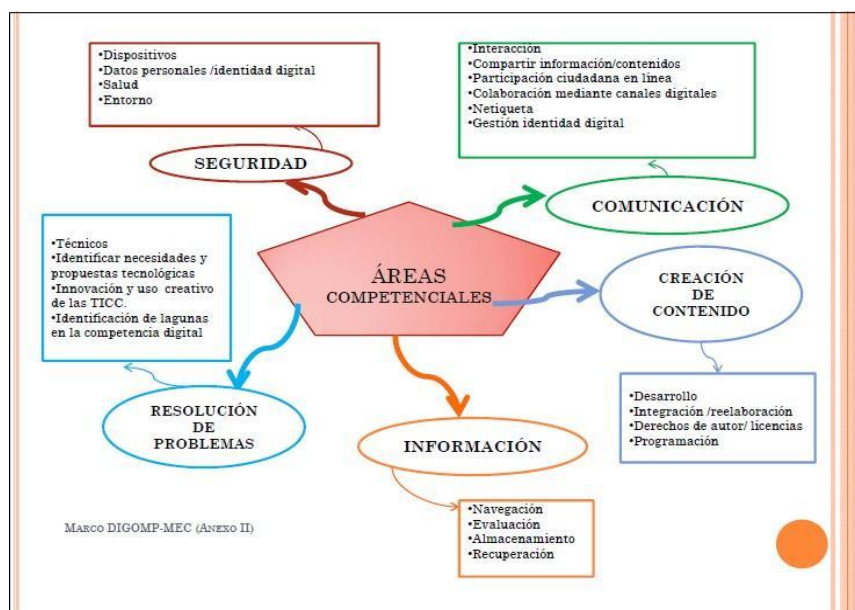 •Dispositivos
•Datos personales /identidad digital
•Salud
•Entorno
SEGURIDAD
•Interacción
•Compartir información/contenidos
•Participación ciudadana en línea
•Colaboración mediante canales digitales
•Netiqueta
•Gestión identidad digital
COMUNICACIÓN
ÁREAS
COMPETENCIALES
•Técnicos
•Identificar necesidades y
propuestas tecnológicas
•Innovación y uso creativo
de las TICC.
•Identificación de lagunas
en la competencia digital
RESOLUCIÓN
DE
PROBLEMAS
CREACIÓN
DE
CONTENIDO
•Desarrollo
•Integración /reelaboración
•Derechos de autor/ licencias
•Programación
INFORMACIÓN
•Navegación
•Evaluación
•Almacenamiento
•Recuperación
MARCO DIGOMP-MEC (ANEXO II)